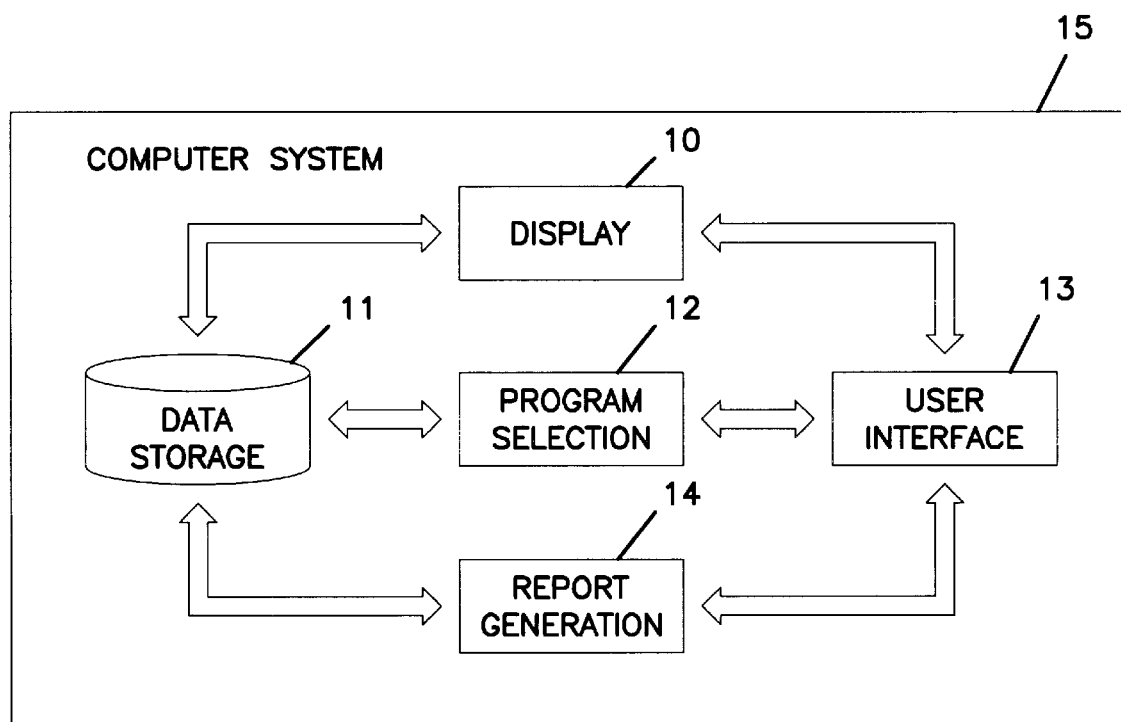 15
COMPUTER SYSTEM
10
DISPLAY
11
DATA
STORAGE
12
PROGRAM
SELECTION
13
USER
INTERFACE
14
REPORT
GENERATION